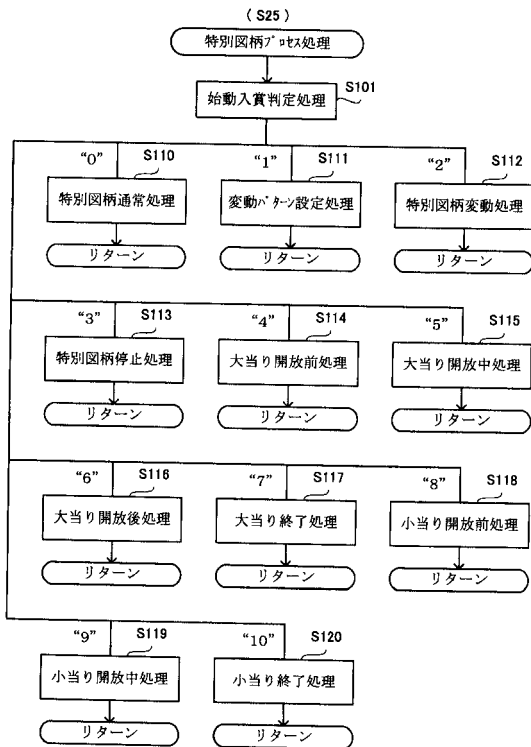 (S25)
特別図柄プロセス処理
S101
始動入賞判定処理
“0” S110 “1” S111 “2” S112
特別図柄通常処理 変動パターン設定処理 特別図柄変動処理
リターン リターン リターン
“3” S113 “4” S114 “5” S115
特別図柄停止処理 大当り開放前処理 大当り開放中処理
リターン リターン リターン
“6” S116 “7” S117 “8” S118
大当り開放後処理 大当り終了処理 小当り開放前処理
リターン リターン リターン
“9” S119 “10” S120
小当り開放中処理 小当り終了処理
リターン リターン